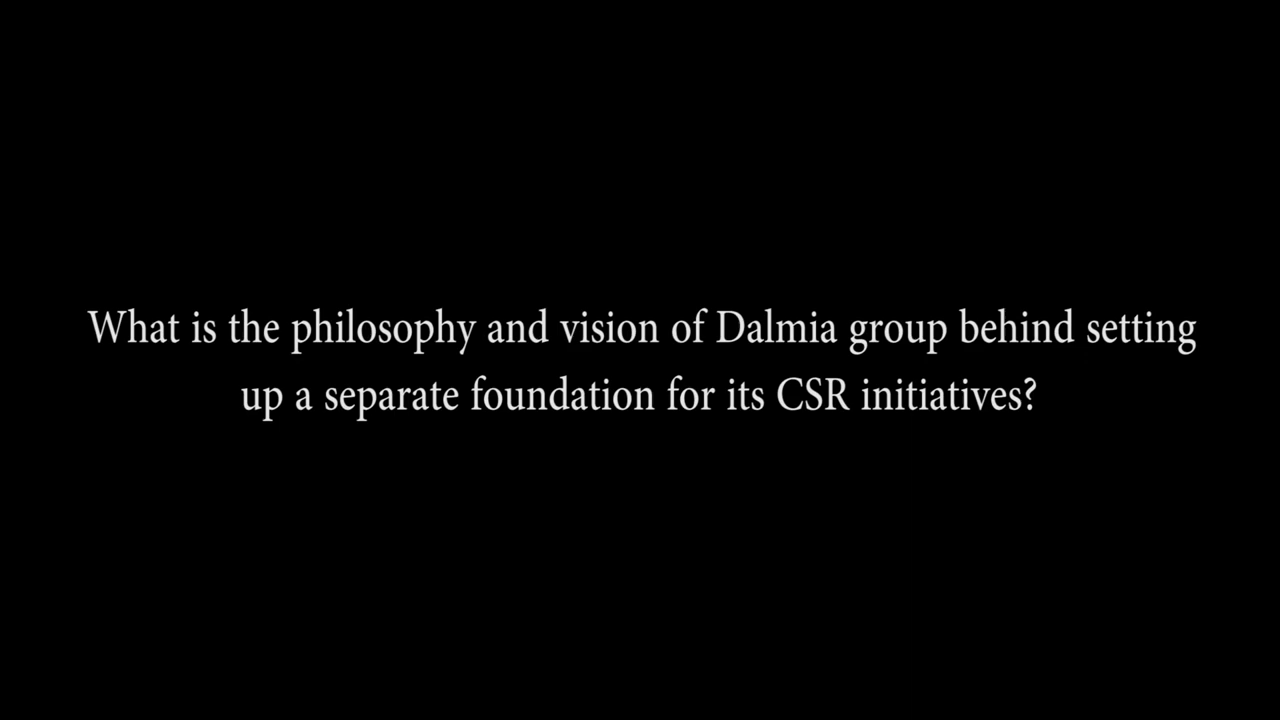 What is the philosophy and vision of Dalmia group behind setting
up a separate foundation for its CSR initiatives?